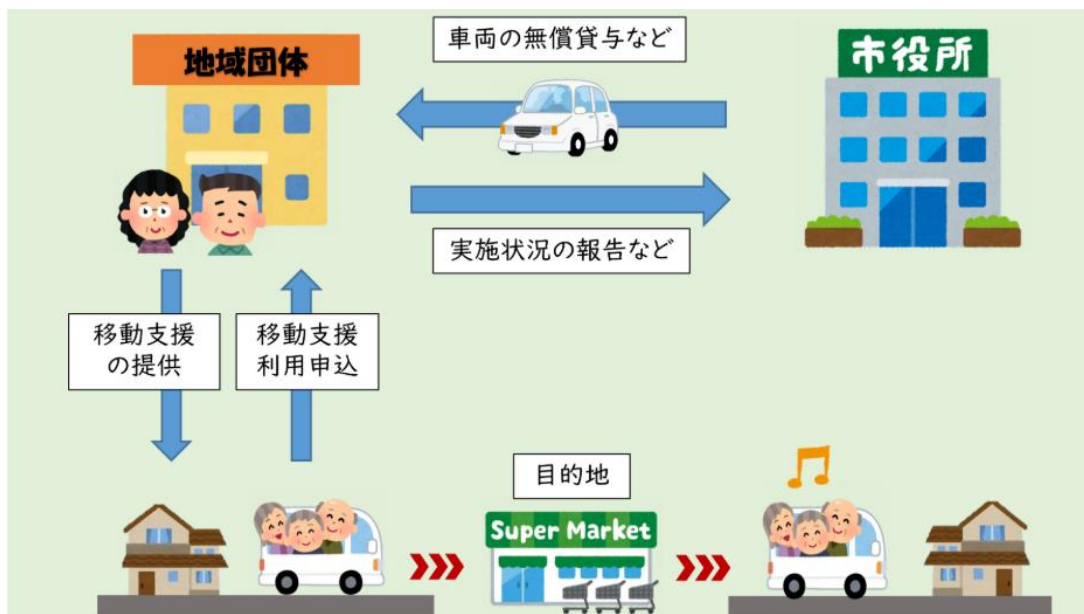 車両の無償貸与など
地域団体
市役所
実施状況の報告など
移動支援
の提供
移動支援
利用申込
目的地
Super Market